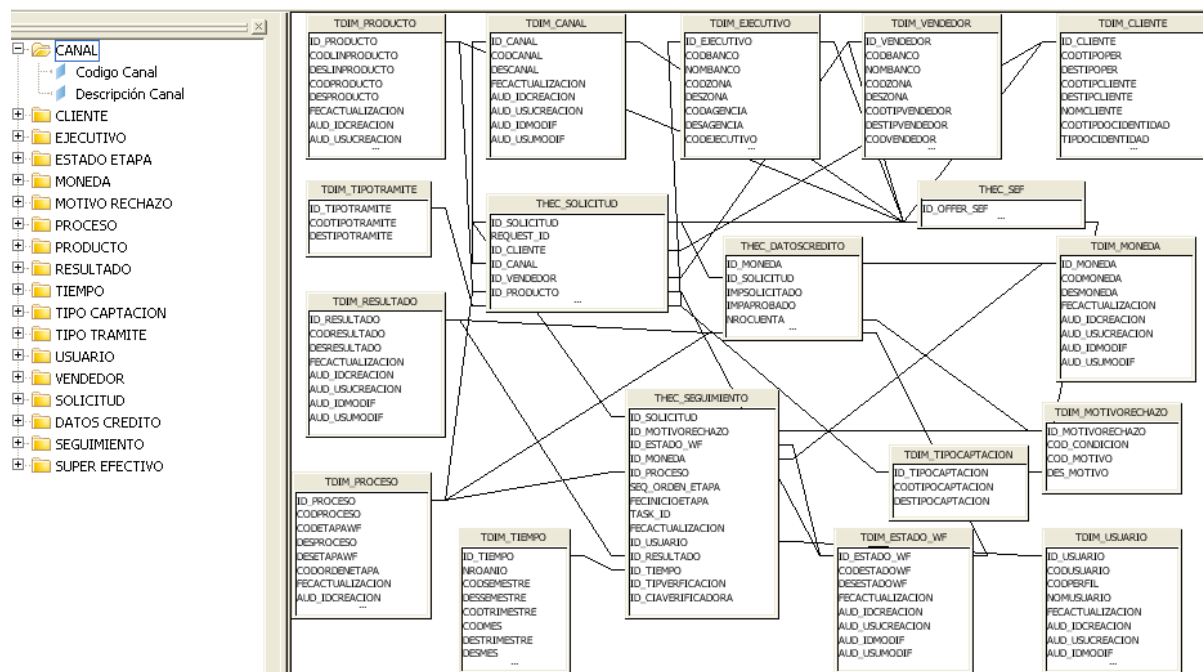 CANAL
Codigo Canal
Descripción Canal
CLIENTE
EJECUTIVO
ESTADO ETAPA
MONEDA
MOTIVO RECHAZO
PROCESO
PRODUCTO
RESULTADO
TIEMPO
TIPO CAPTACION
TIPO TRAMITE
USUARIO
VENDEDOR
SOLICITUD
DATOS CREDITO
SEGUIMIENTO
SUPER EFECTIVO
TDIM_PRODUCTO
ID_PRODUCTO
CODLINPRODUCTO
DESLINPRODUCTO
CODPRODUCTO
DESPRODUCTO
FECACTUALIZACION
AUD_IDCREACION
AUD_USUCREACION
...
TDIM_CANAL
ID_CANAL
CODCANAL
DESCANAL
FECACTUALIZACION
AUD_IDCREACION
AUD_USUCREACION
AUD_IDMODIF
AUD_USUMODIF
TDIM_EJECUTIVO
ID_EJECUTIVO
CODBANCO
NOMBANCO
CODZONA
DESZONA
CODAGENCIA
DESAGENCIA
CODEJECUTIVO
...
TDIM_VENDEDOR
ID_VENDEDOR
CODBANCO
NOMBANCO
CODZONA
DESZONA
CODTIPVENDEDOR
DESTIPVENDEDOR
CODVENDEDOR
...
TDIM_CLIENTE
ID_CLIENTE
CODTIPOPER
DESTIPOPER
CODTIPCLIENTE
DESTIPCLIENTE
NOMCLIENTE
CODTIPDOCIDENTIDAD
TIPDOCIDENTIDAD
...
TDIM_TIPOTRAMITE
ID_TIPOTRAMITE
CODTIPOTRAMITE
DESTIPOTRAMITE
THEC_SOLICITUD
ID_SOLICITUD
REQUEST_ID
ID_CLIENTE
ID_CANAL
ID_VENDEDOR
ID_PRODUCTO
...
THEC_SEF
ID_OFFER_SEF
...
THEC_DATOSCREDITO
ID_MONEDA
ID_SOLICITUD
IMPSOLICITADO
IMPAPROBADO
NROCUENTA
...
TDIM_MONEDA
ID_MONEDA
CODMONEDA
DESMONEDA
FECACTUALIZACION
AUD_IDCREACION
AUD_USUCREACION
AUD_IDMODIF
AUD_USUMODIF
TDIM_RESULTADO
ID_RESULTADO
CODRESULTADO
DESRESULTADO
FECACTUALIZACION
AUD_IDCREACION
AUD_USUCREACION
AUD_IDMODIF
AUD_USUMODIF
THEC_SEGUIMIENTO
ID_SOLICITUD
ID_MOTIVORECHAZO
ID_ESTADO_WF
ID_MONEDA
ID_PROCESO
SEQ_ORDEN_ETAPA
FECINICIOETAPA
TASK_ID
FECACTUALIZACION
ID_USUARIO
ID_RESULTADO
ID_TIEMPO
ID_TIPVERFICACION
ID_CIAVERIFICADORA
TDIM_MOTIVORECHAZO
ID_MOTIVORECHAZO
COD_CONDICION
COD_MOTIVO
DES_MOTIVO
TDIM_TIPOCAPTACION
ID_TIPOCAPTACION
CODTIPOCAPTACION
DESTIPOCAPTACION
TDIM_PROCESO
ID_PROCESO
CODPROCESO
CODETAPAWF
DESPROCESO
DESETAPAWF
CODORDENETAPA
FECACTUALIZACION
AUD_IDCREACION
...
TDIM_TIEMPO
ID_TIEMPO
NROANIO
CODSEMESTRE
DESSEMESTRE
CODTRIMESTRE
CODMES
DESTRIMESTRE
DESMES
...
TDIM_ESTADO_WF
ID_ESTADO_WF
CODESTADOWF
DESESTADOWF
FECACTUALIZACION
AUD_IDCREACION
AUD_USUCREACION
AUD_IDMODIF
AUD_USUMODIF
TDIM_USUARIO
ID_USUARIO
CODUSUARIO
CODPERFIL
NOMUSUARIO
FECACTUALIZACION
AUD_IDCREACION
AUD_USUCREACION
AUD_IDMODIF
...